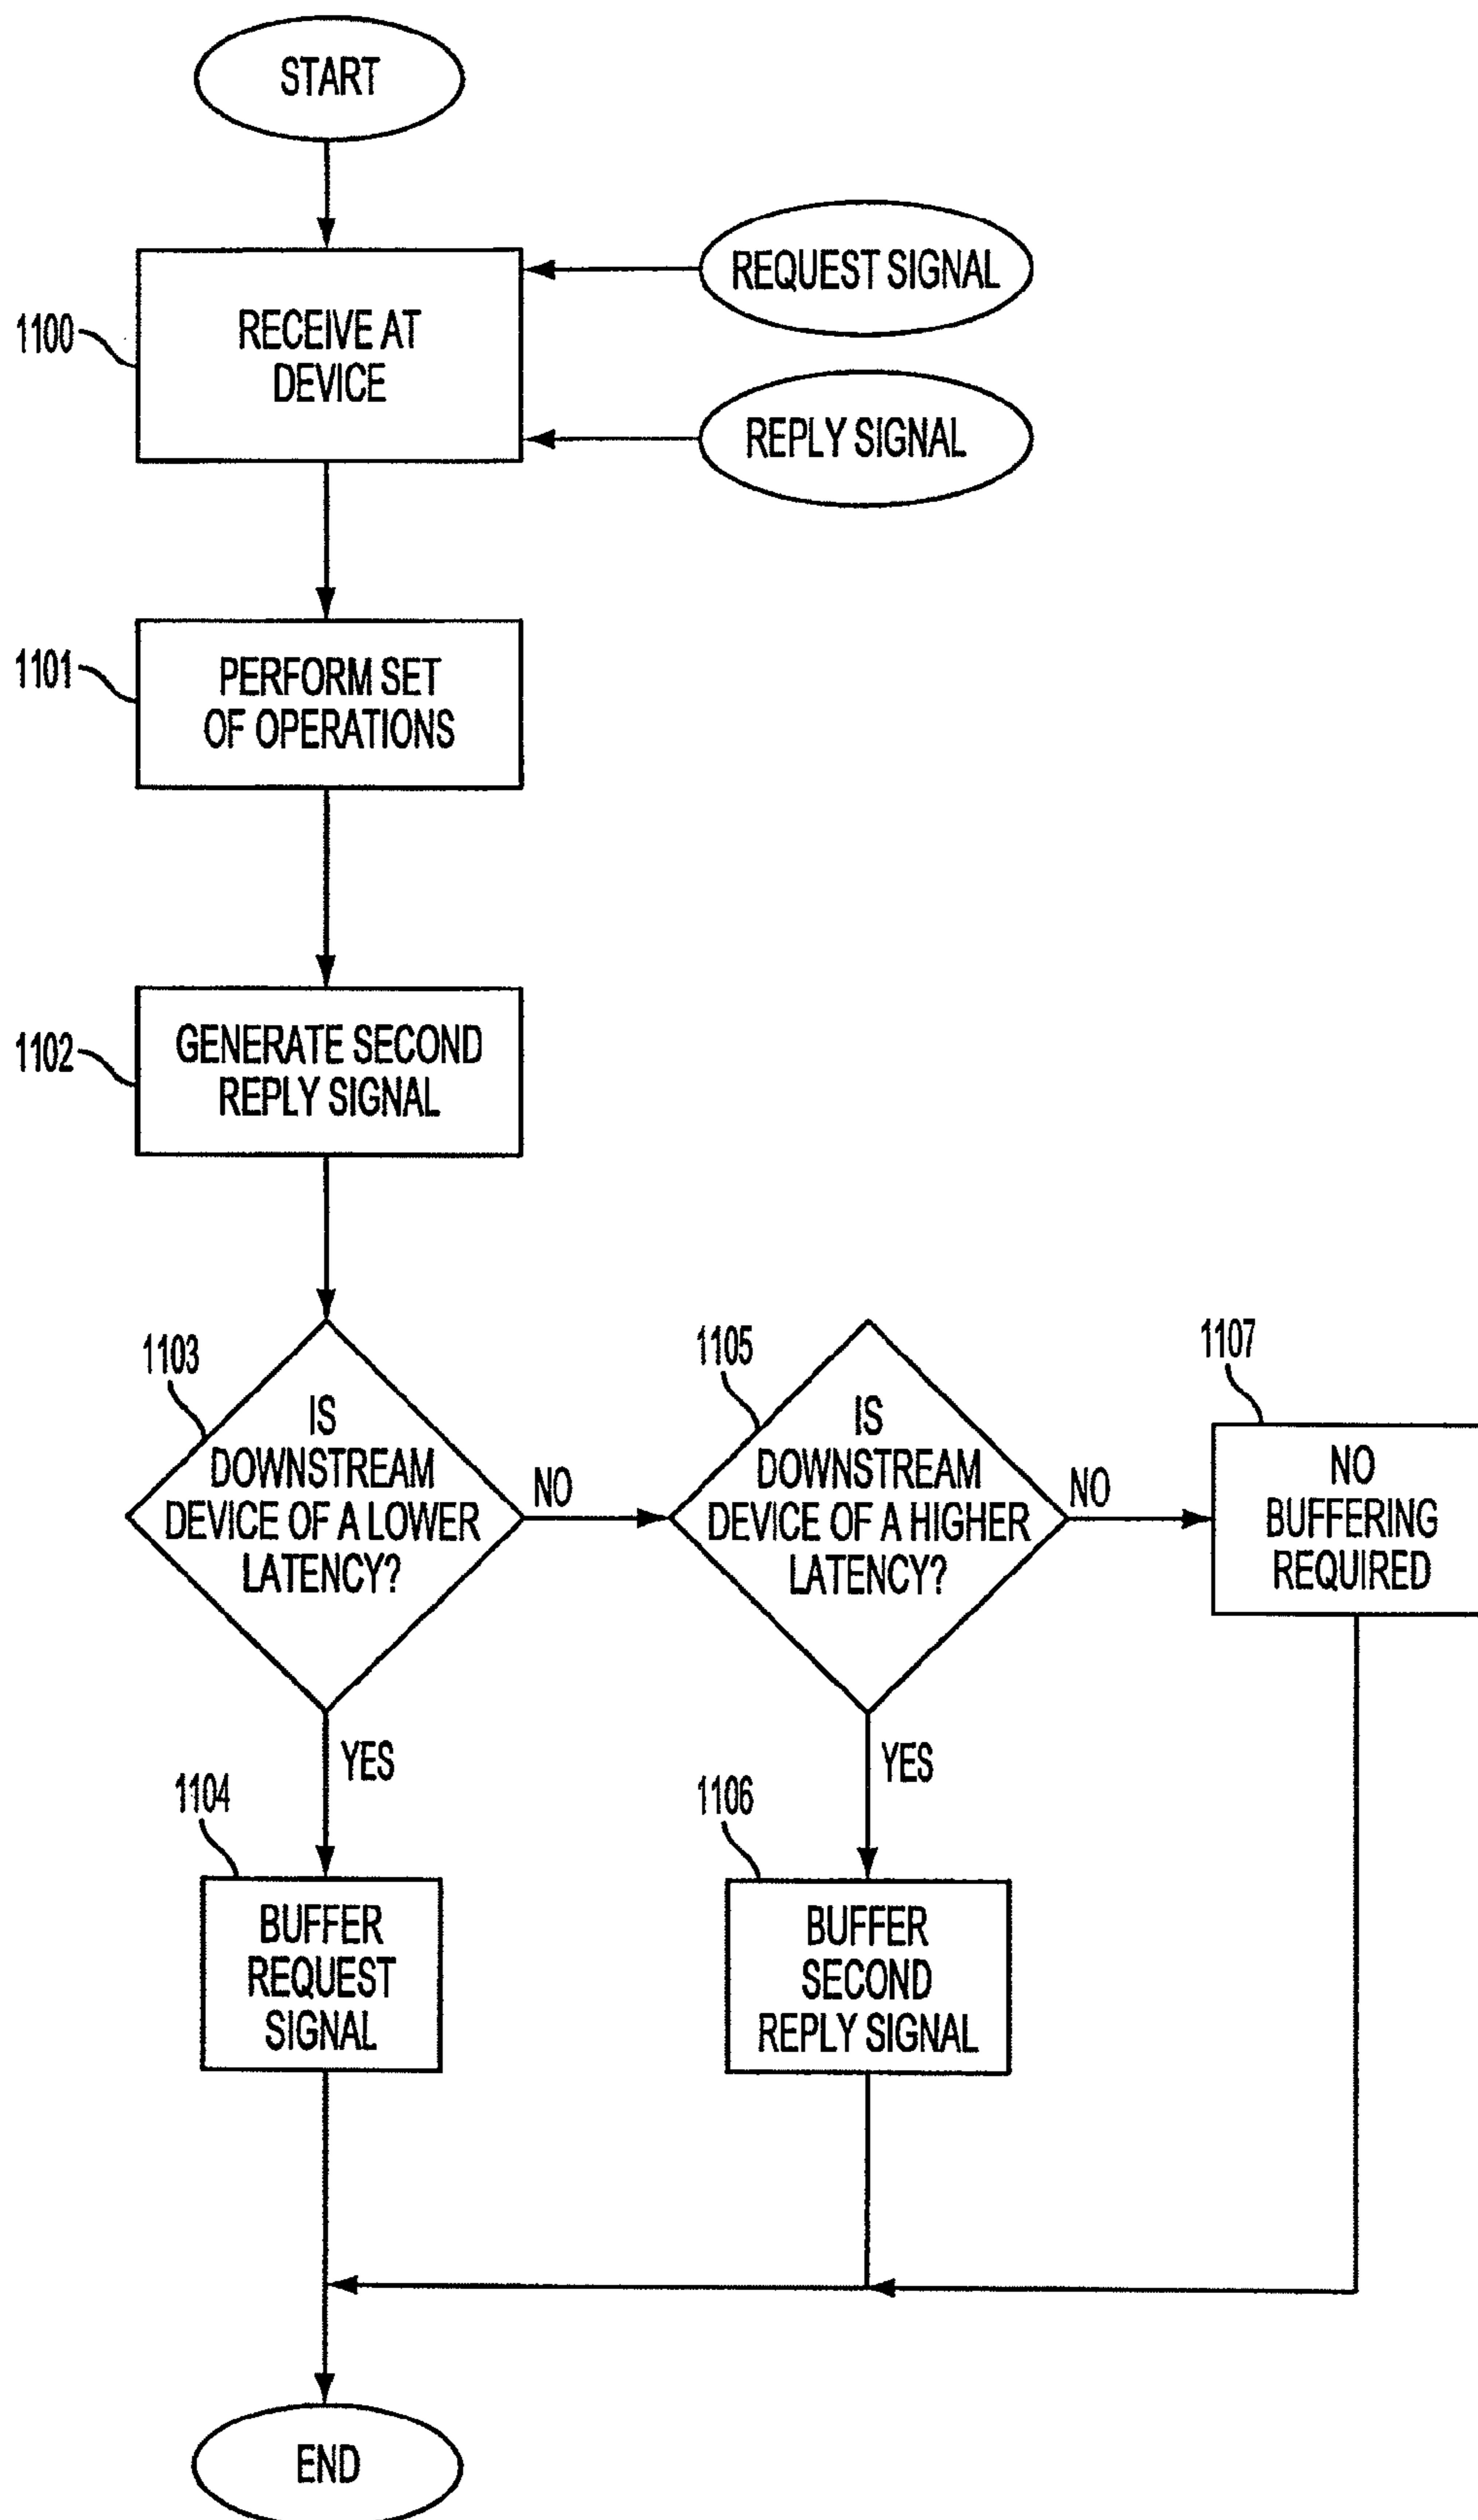 START
REQUEST SIGNAL
1100
RECEIVE AT
DEVICE
REPLY SIGNAL
1101
PERFORM SET
OF OPERATIONS
1102
GENERATE SECOND
REPLY SIGNAL
1103
IS
DOWNSTREAM
DEVICE OF A LOWER
LATENCY?
NO
1105
IS
DOWNSTREAM
DEVICE OF A HIGHER
LATENCY?
NO
1107
NO
BUFFERING
REQUIRED
YES
1104
BUFFER
REQUEST
SIGNAL
YES
1106
BUFFER
SECOND
REPLY SIGNAL
END